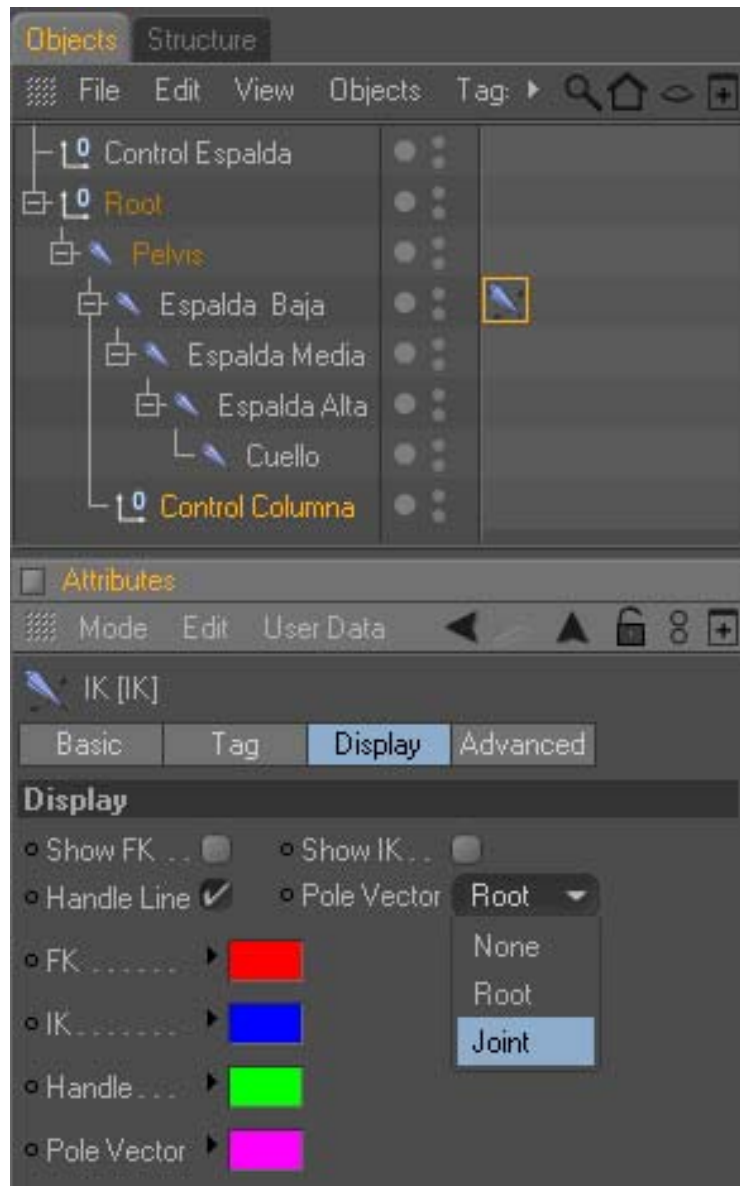 Objects Structure
File Edit View Objects Tag:
Control Espalda
Root
Pelvis
Espalda Baja
Espalda Media
Espalda Alta
Cuello
Control Columna
Attributes
Mode Edit User Data
IK [IK]
Basic Tag Display Advanced
Display
Show FK . . Show IK . .
Handle Line Pole Vector Root
None
FK . . . . . .
Root
IK . . . . . . .
Joint
Handle . . .
Pole Vector